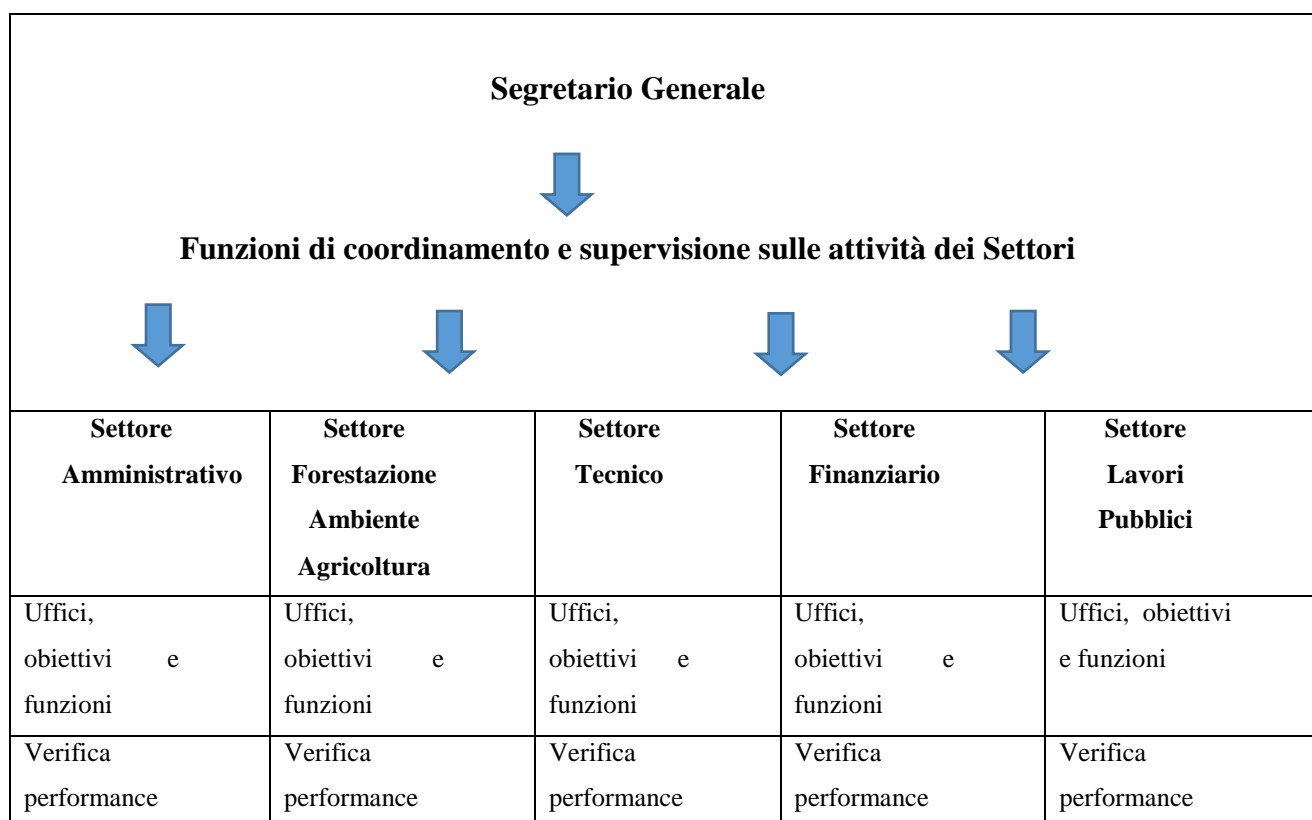 Segretario Generale
Funzioni di coordinamento e supervisione sulle attività dei Settori
Settore
Amministrativo
Settore
Forestazione
Ambiente
Agricoltura
Settore
Tecnico
Settore
Finanziario
Settore
Lavori
Pubblici
Uffici,
obiettivi e
funzioni
Uffici,
obiettivi e
funzioni
Uffici,
obiettivi e
funzioni
Uffici,
obiettivi e
funzioni
Uffici, obiettivi
e funzioni
Verifica
performance
Verifica
performance
Verifica
performance
Verifica
performance
Verifica
performance